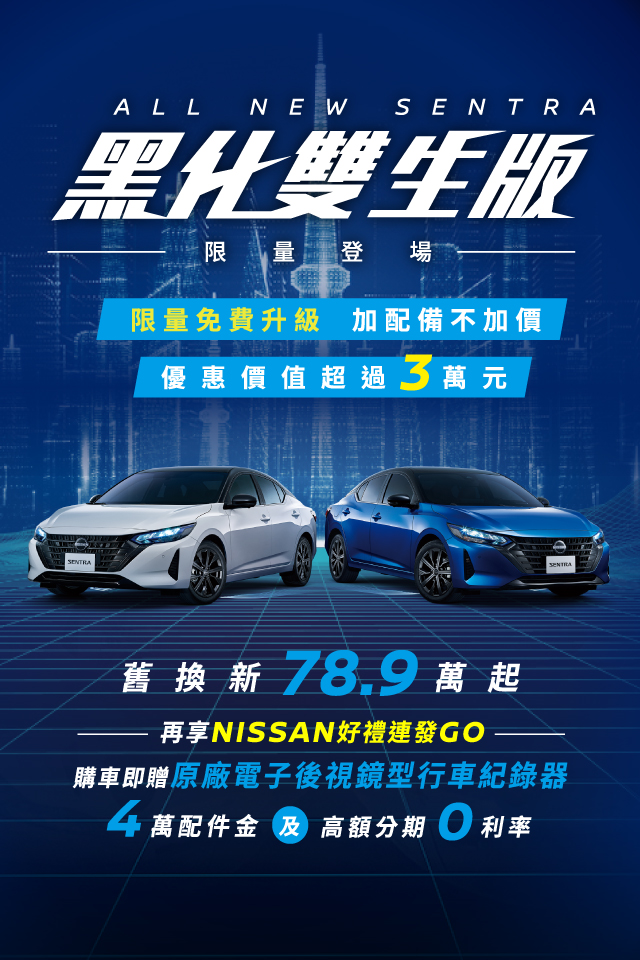 ALL NEW SENTRA
黑化雙生版
限量登場
限量免費升級 加配備不加價
優惠價值超過3萬元
SENTRA
SENTRA
舊換新78.9萬起
再享NISSAN好禮連發GO
購車即贈原廠電子後視鏡型行車紀錄器
4萬配件金及高額分期0利率